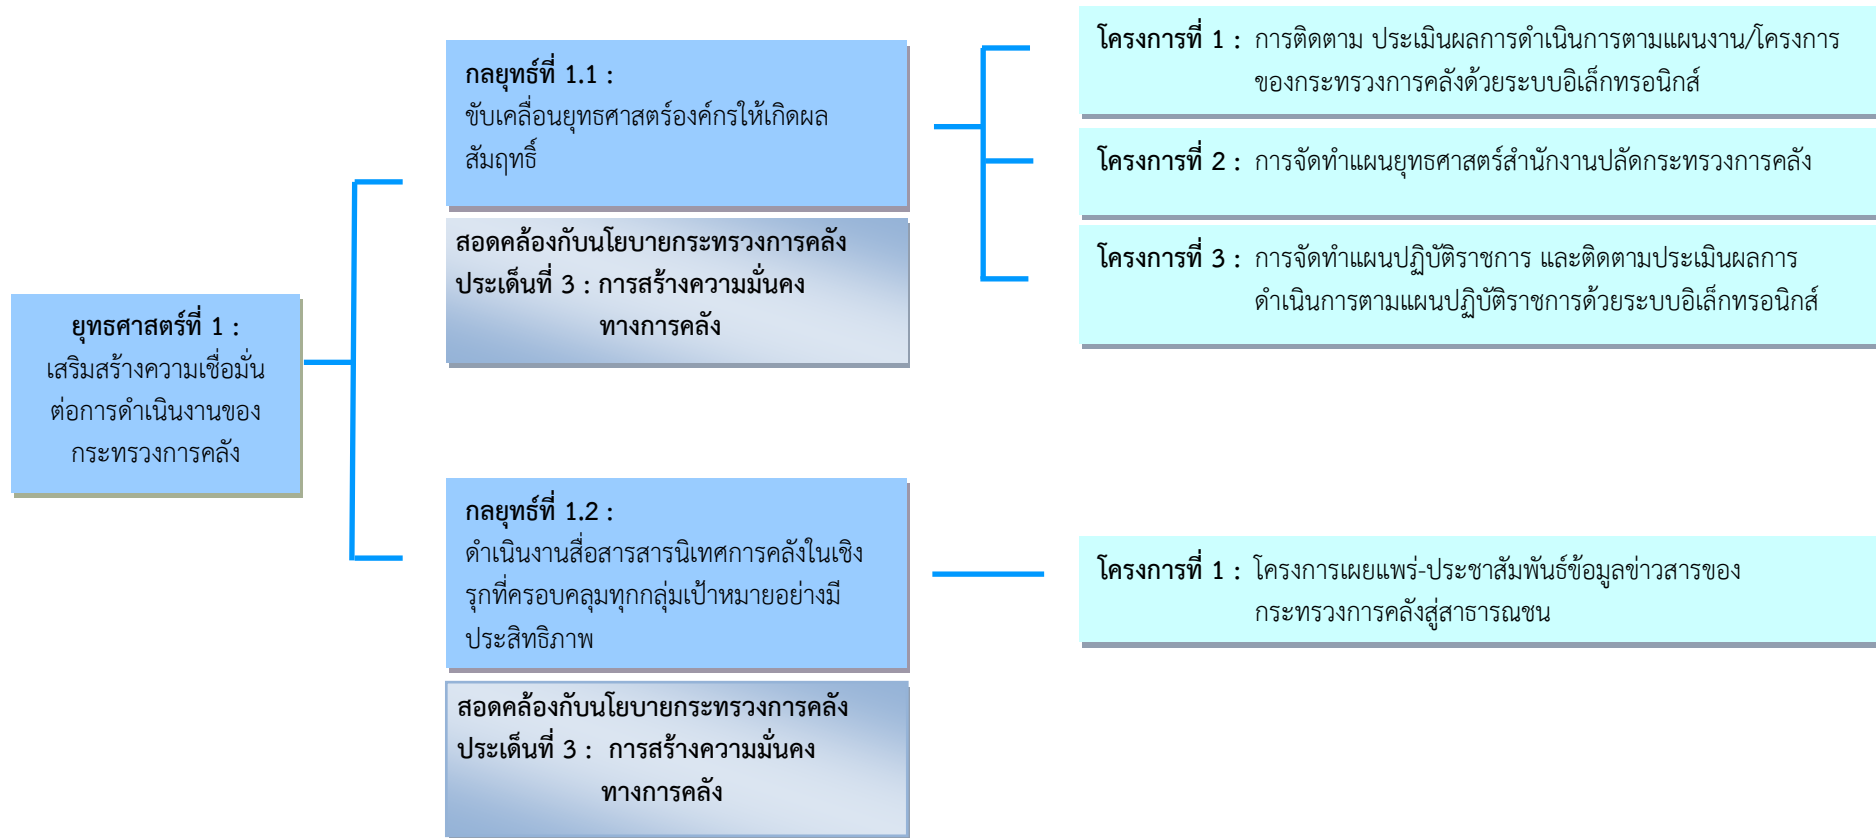 ยุทธศาสตร์ที่ 1 :
เสริมสร้างความเชื่อมั่น
ต่อการดำเนินงานของ
กระทรวงการคลัง
กลยุทธ์ที่ 1.1 :
ขับเคลื่อนยุทธศาสตร์องค์กรให้เกิดผล
สัมฤทธิ์
สอดคล้องกับนโยบายกระทรวงการคลัง
ประเด็นที่ 3 : การสร้างความมั่นคง
ทางการคลัง
โครงการที่ 1 : การติดตาม ประเมินผลการดำเนินการตามแผนงาน/โครงการ
ของกระทรวงการคลังด้วยระบบอิเล็กทรอนิกส์
โครงการที่ 2 : การจัดทำแผนยุทธศาสตร์สำนักงานปลัดกระทรวงการคลัง
โครงการที่ 3 : การจัดทำแผนปฏิบัติราชการ และติดตามประเมินผลการ
ดำเนินการตามแผนปฏิบัติราชการด้วยระบบอิเล็กทรอนิกส์
กลยุทธ์ที่ 1.2 :
ดำเนินงานสื่อสารสารนิเทศการคลังในเชิง
รุกที่ครอบคลุมทุกกลุ่มเป้าหมายอย่างมี
ประสิทธิภาพ
สอดคล้องกับนโยบายกระทรวงการคลัง
ประเด็นที่ 3 : การสร้างความมั่นคง
ทางการคลัง
โครงการที่ 1 : โครงการเผยแพร่-ประชาสัมพันธ์ข้อมูลข่าวสารของ
กระทรวงการคลังสู่สาธารณชน